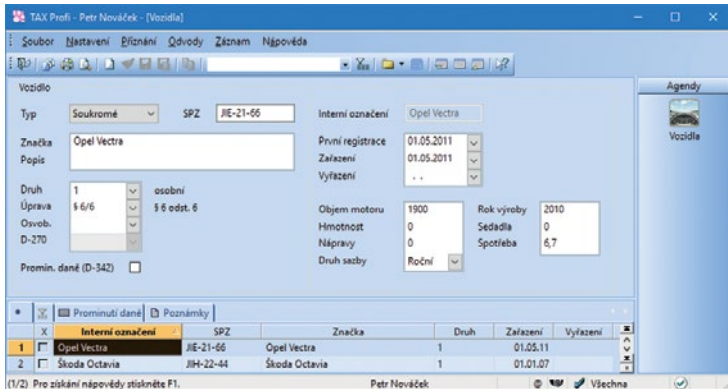 TAX Profi - Petr Nováček - [Vozidla]
Soubor Nastavení Přiznání Odvody Záznam Nápověda
Agendy
Vozidla
Vozidlo
Typ Soukromé SPZ JIE-21-66 Interní označení Opel Vectra
Značka Opel Vectra První registrace 01.05.2011
Popis Zařazení 01.05.2011
Vyřazení . .
Druh 1 osobní
Úprava § 6/6 § 6 odst. 6 Objem motoru 1900 Rok výroby 2010
Osvob. Hmotnost 0 Sedadla 0
D-270 Nápravy 0 Spotřeba 6,7
Promin. daně (D-342) Druh sazby Roční
Prominutí daně Poznámky
X Interní označení SPZ Značka Druh Zařazení Vyřazení
1 Opel Vectra JIE-21-66 Opel Vectra 1 01.05.11
2 Škoda Octavia JIH-22-44 Škoda Octavia 1 01.01.07
(1/2) Pro získání nápovědy stiskněte F1. Petr Nováček @ Všechna